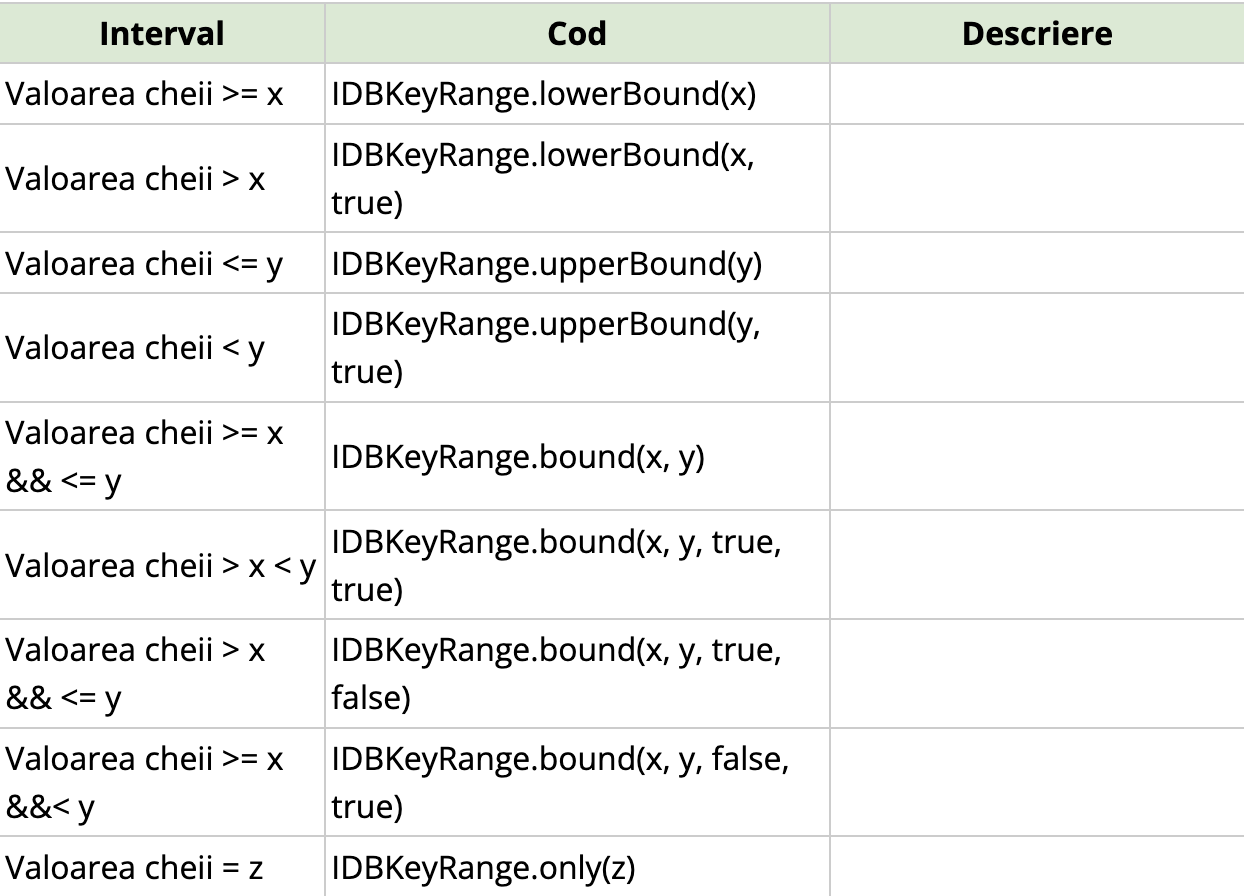 Interval Cod Descriere
Valoarea cheii >= x IDBKeyRange.lowerBound(x)
Valoarea cheii > x IDBKeyRange.lowerBound(x,
true)
Valoarea cheii <= y IDBKeyRange.upperBound(y)
Valoarea cheii < y IDBKeyRange.upperBound(y,
true)
Valoarea cheii >= x
&& <= y
IDBKeyRange.bound(x, y)
Valoarea cheii > x < y IDBKeyRange.bound(x, y, true,
true)
Valoarea cheii > x
&& <= y
IDBKeyRange.bound(x, y, true,
false)
Valoarea cheii >= x
&&< y
IDBKeyRange.bound(x, y, false,
true)
Valoarea cheii = z IDBKeyRange.only(z)